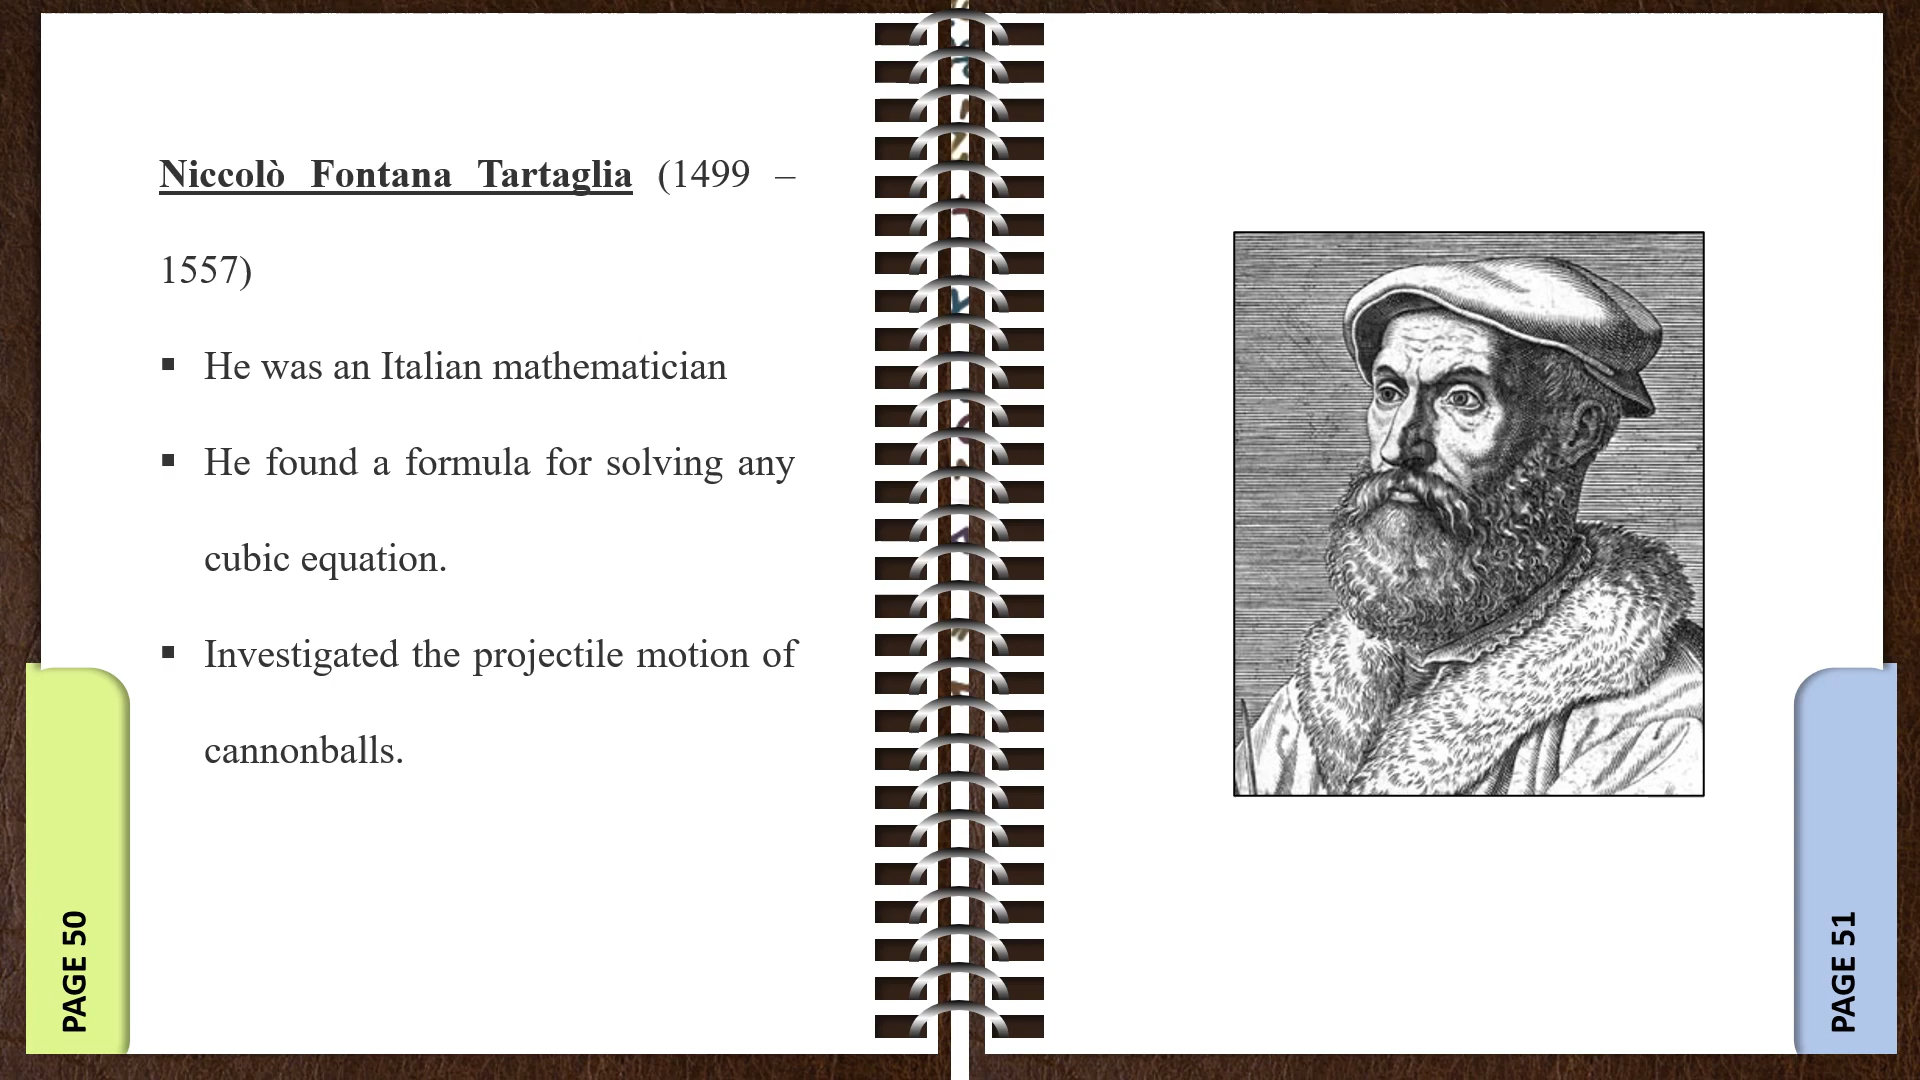 Niccolò Fontana Tartaglia (1499 –
1557)
▪ He was an Italian mathematician
▪ He found a formula for solving any
cubic equation.
▪ Investigated the projectile motion of
cannonballs.
PAGE 50
PAGE 51